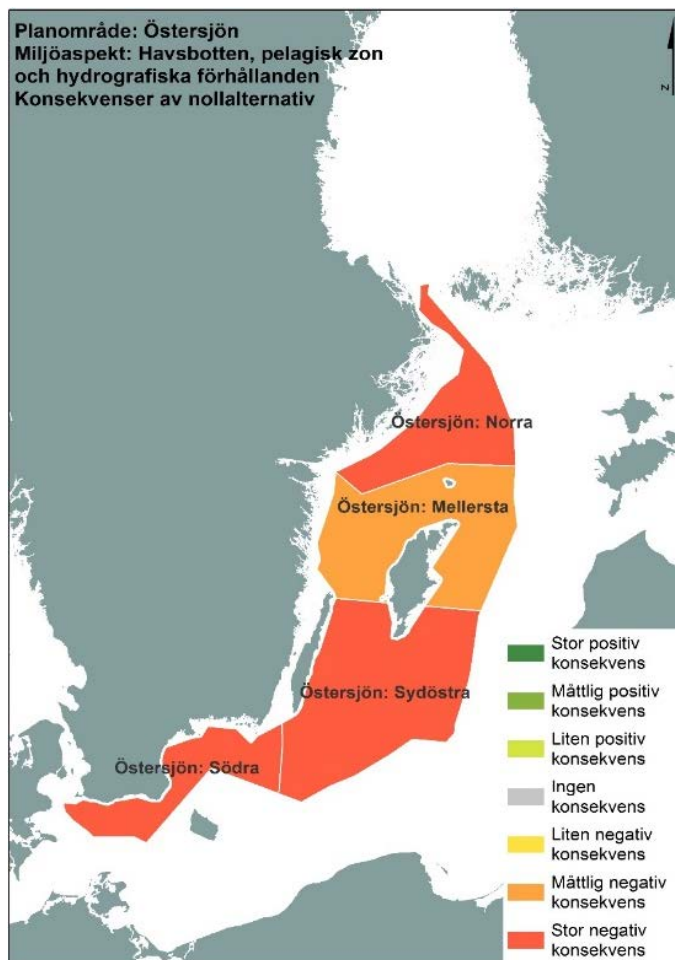 Planområde: Östersjön
Miljöaspekt: Havsbotten, pelagisk zon
och hydrografiska förhållanden
Konsekvenser av nollalternativ
N
Östersjön: Norra
Östersjön: Mellersta
Östersjön: Sydöstra
Östersjön: Södra
Stor positiv
konsekvens
Måttlig positiv
konsekvens
Liten positiv
konsekvens
Ingen
konsekvens
Liten negativ
konsekvens
Måttlig negativ
konsekvens
Stor negativ
konsekvens